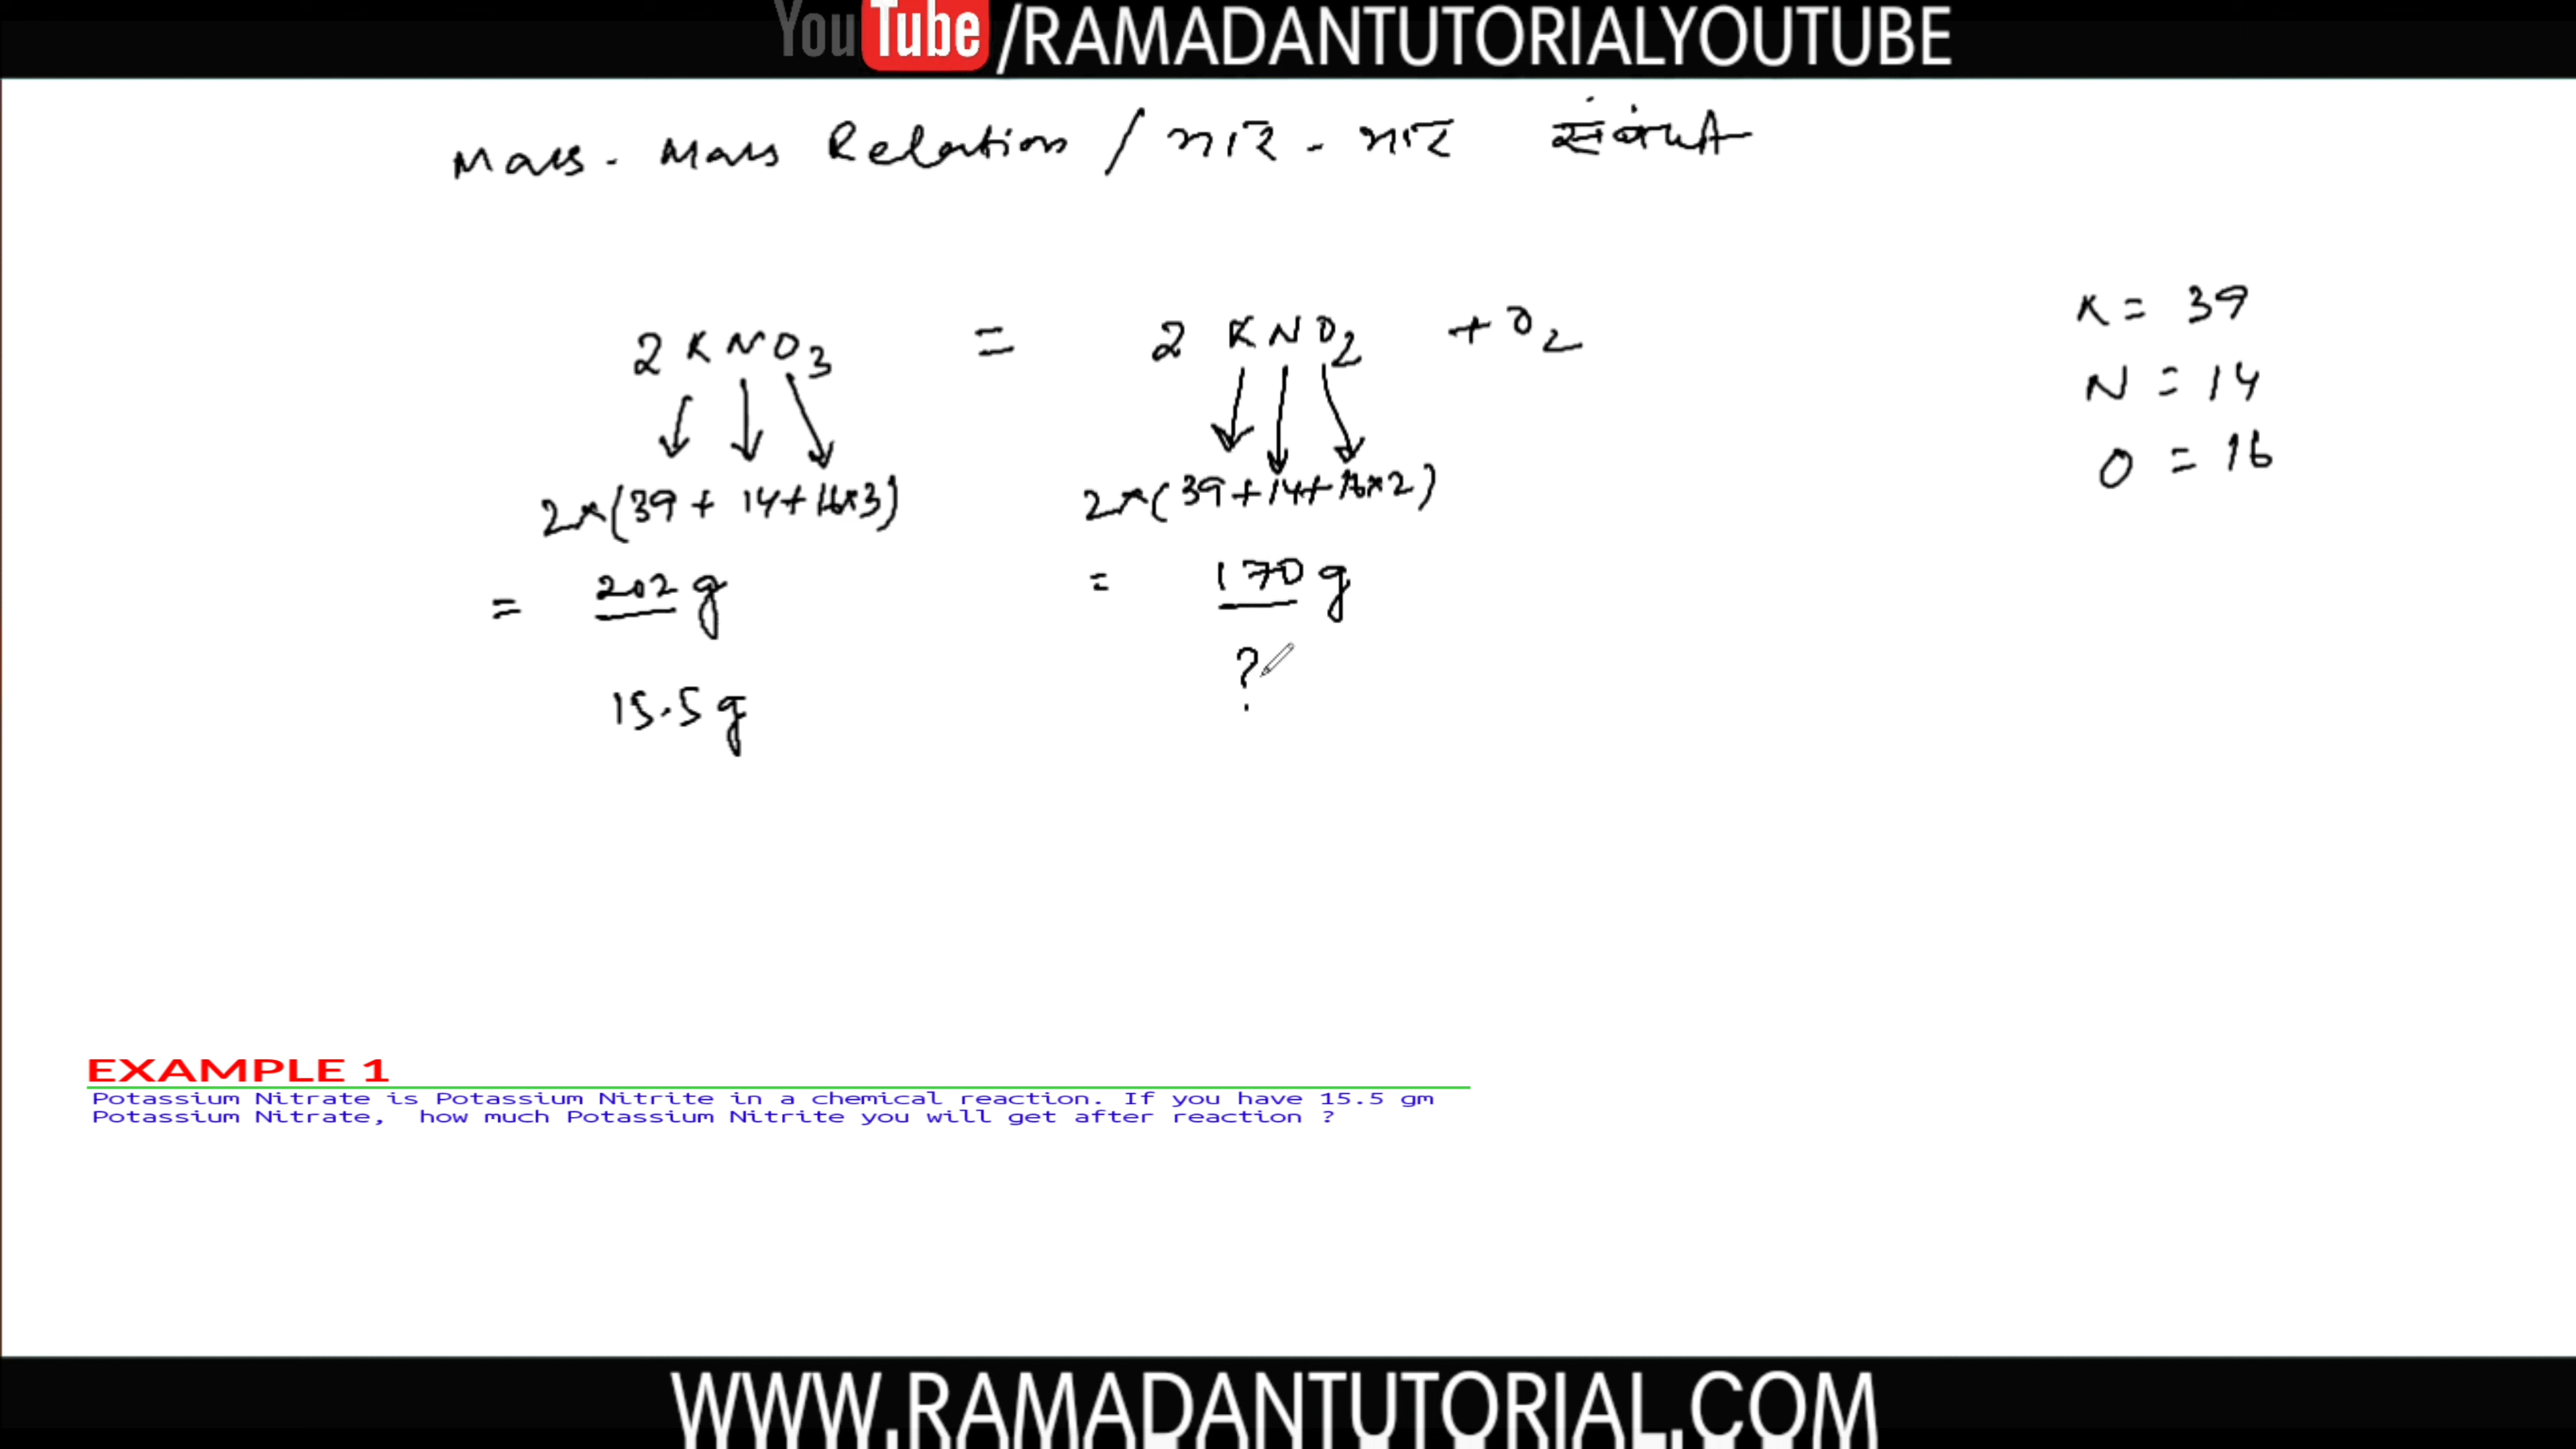 YouTube/RAMADANTUTORIALYOUTUBE
Mass - Mass Relation / भार - भार संबंध
2 KNO3 = 2 KNO2 + O2
K = 39
N = 14
O = 16
2×(39 + 14+16×3) 2×(39+14+16×2)
= 202 g = 170 g
?
15.5 g
EXAMPLE 1
Potassium Nitrate is Potassium Nitrite in a chemical reaction. If you have 15.5 gm
Potassium Nitrate, how much Potassium Nitrite you will get after reaction ?
WWW.RAMADANTUTORIAL.COM